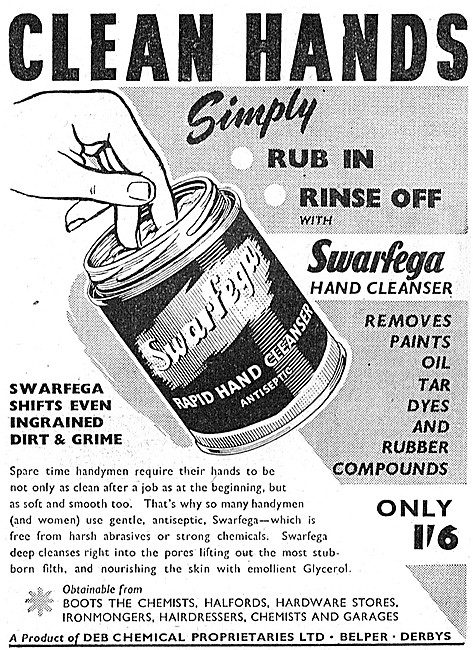 CLEAN HANDS
Simply
RUB IN
RINSE OFF
WITH
Swarfega
HAND CLEANSER
Swarfega
RAPID HAND CLEANSER
ANTISEPTIC
REMOVES
PAINTS
OIL
TAR
DYES
AND
RUBBER
COMPOUNDS
SWARFEGA
SHIFTS EVEN
INGRAINED
DIRT & GRIME
Spare time handymen require their hands to be
not only as clean after a job as at the beginning, but
as soft and smooth too. That's why so many handymen
(and women) use gentle, antiseptic, Swarfega—which is
free from harsh abrasives or strong chemicals. Swarfega
deep cleanses right into the pores lifting out the most stub-
born filth, and nourishing the skin with emollient Glycerol.
ONLY
1/6
Obtainable from
BOOTS THE CHEMISTS, HALFORDS, HARDWARE STORES,
IRONMONGERS, HAIRDRESSERS, CHEMISTS AND GARAGES
A Product of DEB CHEMICAL PROPRIETARIES LTD · BELPER · DERBYS